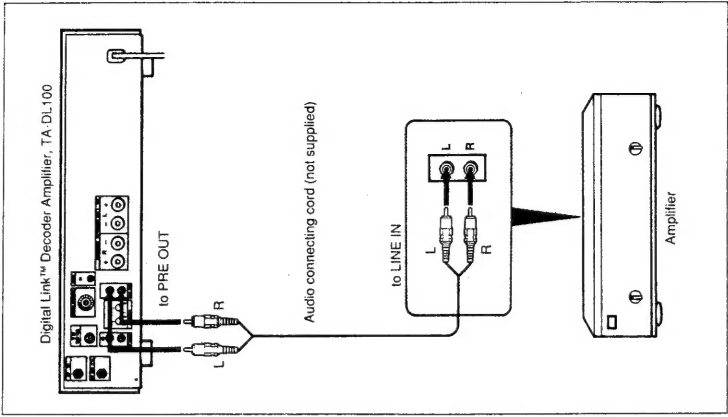 Digital Link™ Decoder Amplifier, TA-DL100
+ R -
- L +
to PRE OUT
L
R
Audio connecting cord (not supplied)
to LINE IN
L
R
L
R
Amplifier